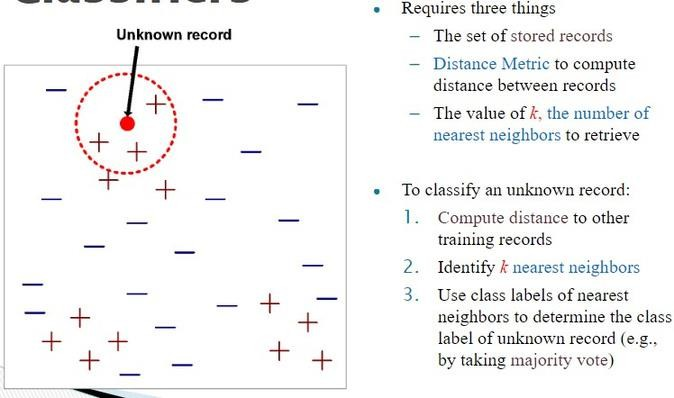 Classifiers
Unknown record
• Requires three things
– The set of stored records
– Distance Metric to compute
distance between records
– The value of k, the number of
nearest neighbors to retrieve
• To classify an unknown record:
1. Compute distance to other
training records
2. Identify k nearest neighbors
3. Use class labels of nearest
neighbors to determine the class
label of unknown record (e.g.,
by taking majority vote)